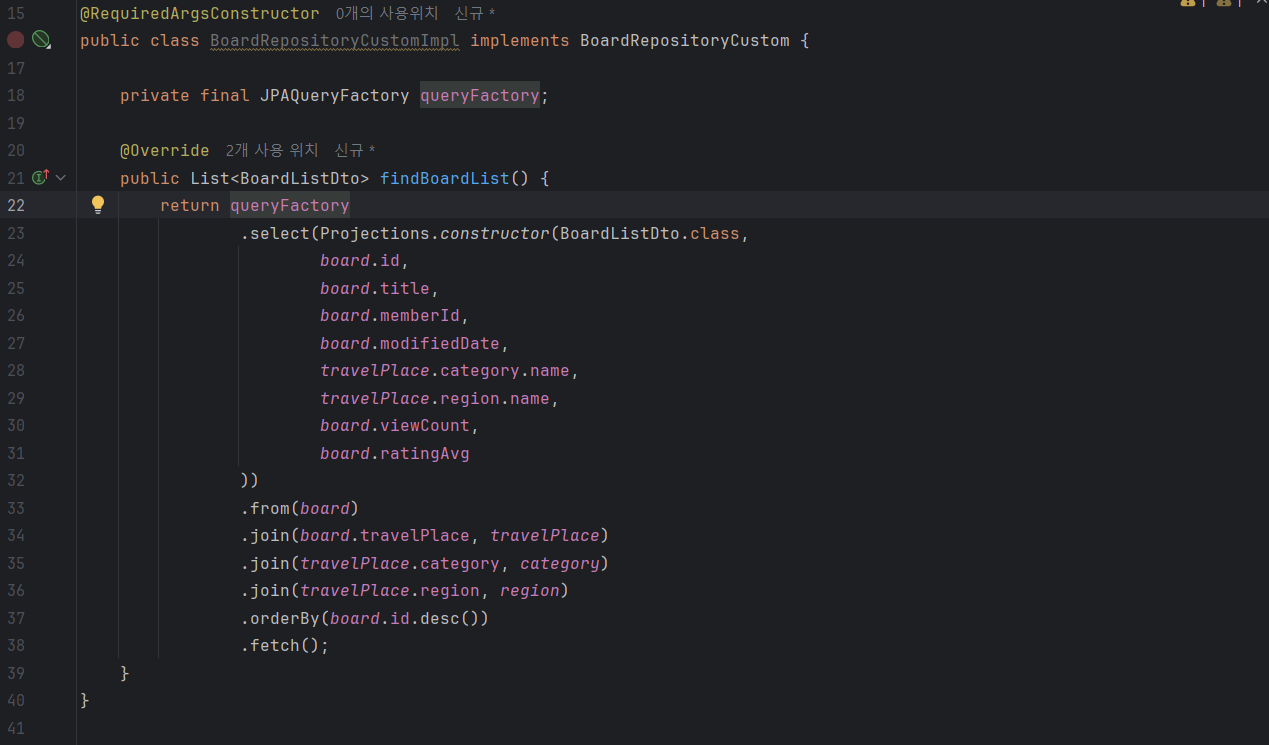 15 @RequiredArgsConstructor 0개의 사용위치 신규 *
public class BoardRepositoryCustomImpl implements BoardRepositoryCustom {
17
18 private final JPAQueryFactory queryFactory;
19
20 @Override 2개 사용 위치 신규 *
21 public List<BoardListDto> findBoardList() {
22 return queryFactory
23 .select(Projections.constructor(BoardListDto.class,
24 board.id,
25 board.title,
26 board.memberId,
27 board.modifiedDate,
28 travelPlace.category.name,
29 travelPlace.region.name,
30 board.viewCount,
31 board.ratingAvg
32 ))
33 .from(board)
34 .join(board.travelPlace, travelPlace)
35 .join(travelPlace.category, category)
36 .join(travelPlace.region, region)
37 .orderBy(board.id.desc())
38 .fetch();
39 }
40 }
41